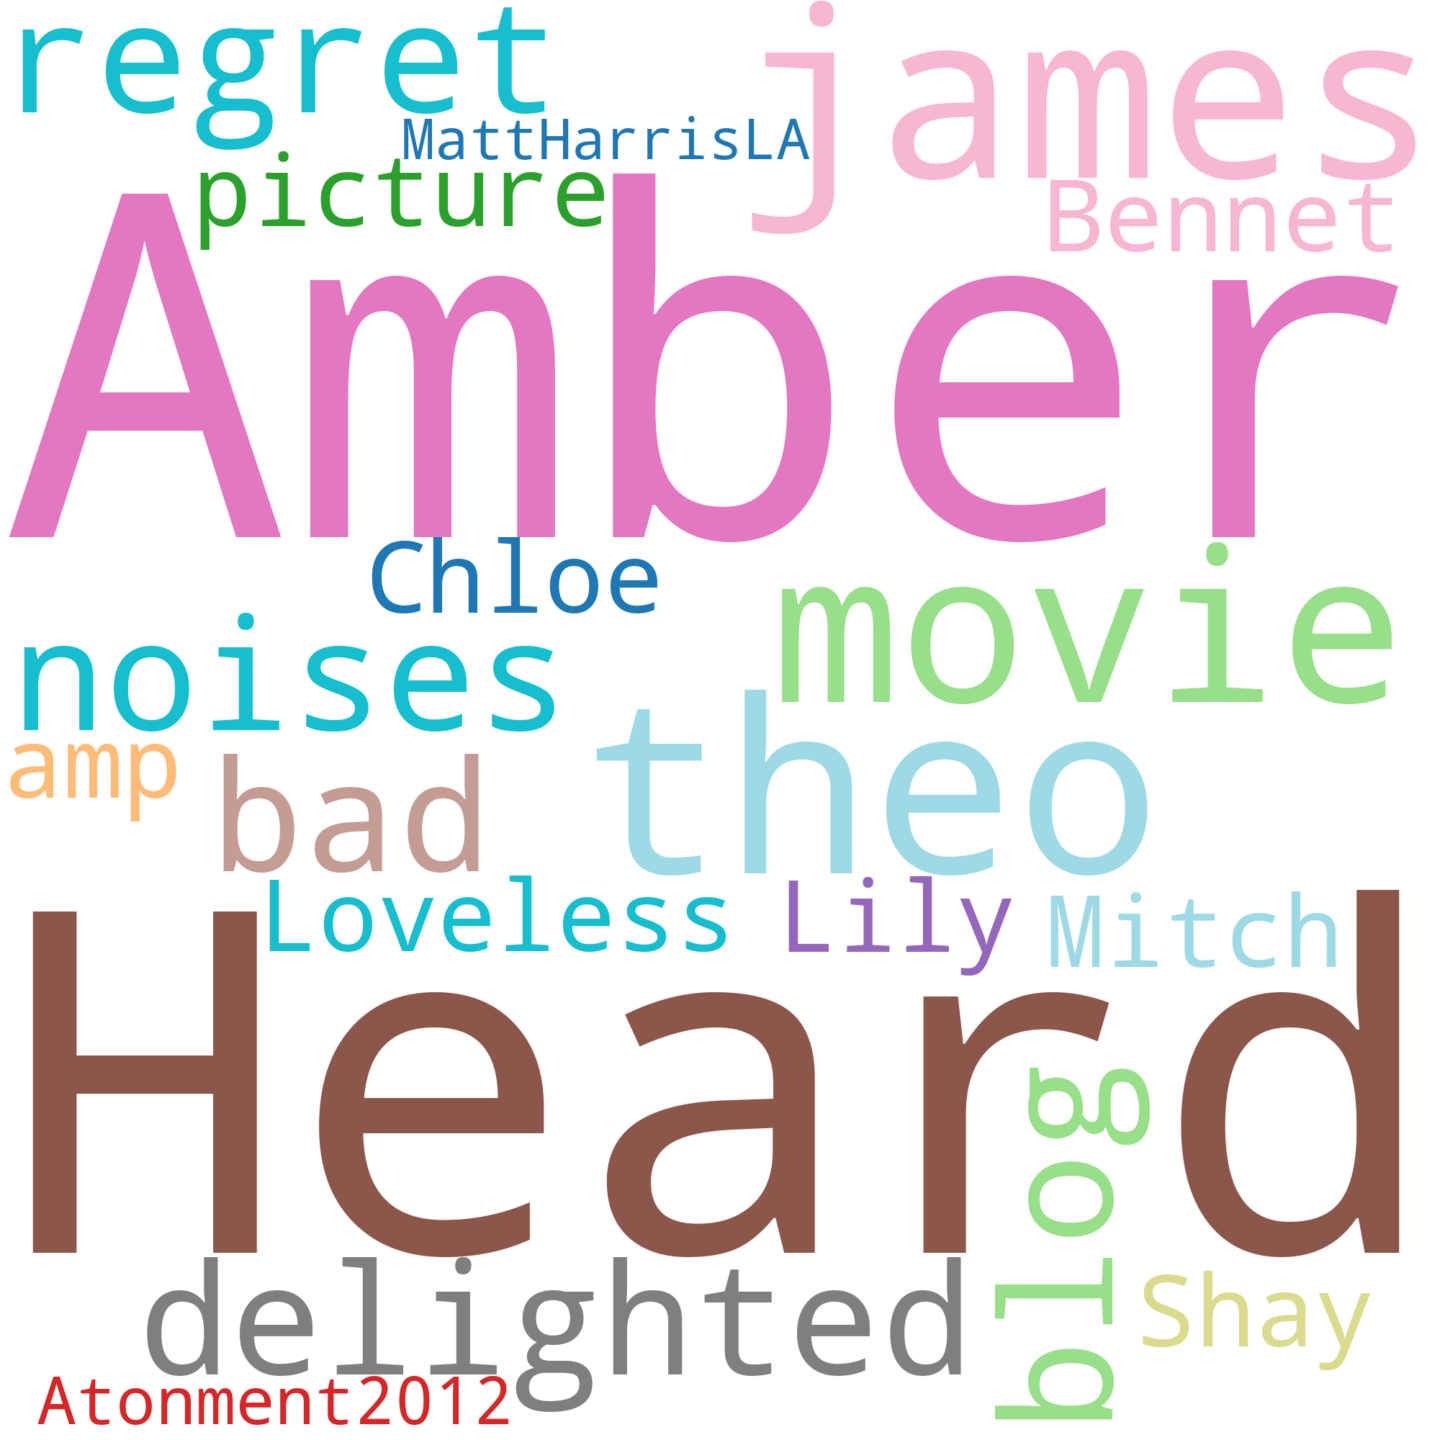 regret
james
MattHarrisLA
picture
Bennet
Amber
Chloe
movie
noises
theo
amp
bad
Loveless
Lily
Mitch
Heard
blog
delighted
Shay
Atonment2012